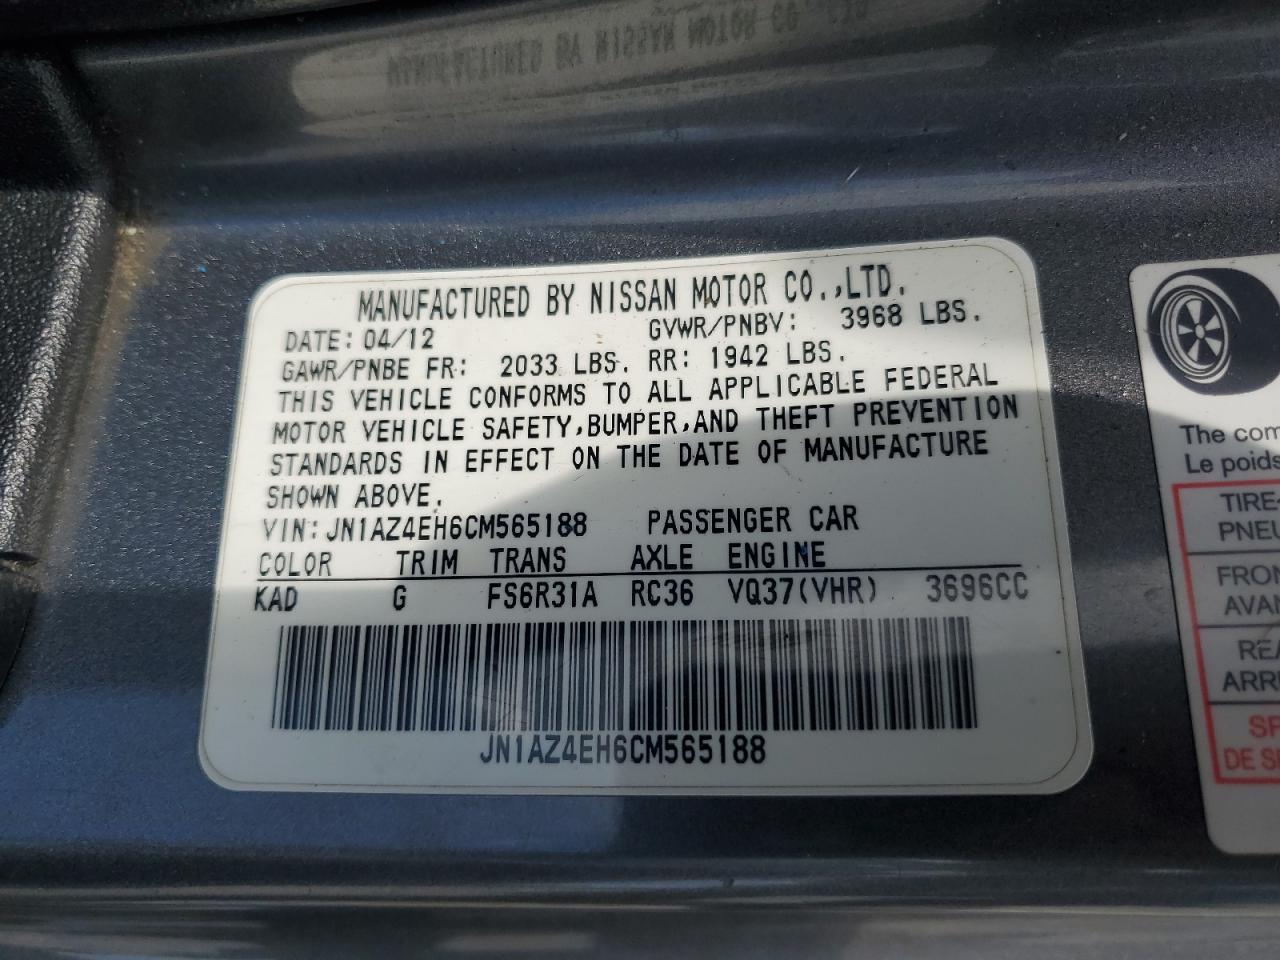 MANUFACTURED BY NISSAN MOTOR CO.,LTD.
DATE: 04/12 GVWR/PNBV: 3968 LBS.
GAWR/PNBE FR: 2033 LBS. RR: 1942 LBS.
THIS VEHICLE CONFORMS TO ALL APPLICABLE FEDERAL
MOTOR VEHICLE SAFETY,BUMPER,AND THEFT PREVENTION
STANDARDS IN EFFECT ON THE DATE OF MANUFACTURE
SHOWN ABOVE.
VIN:JN1AZ4EH6CM565188 PASSENGER CAR
COLOR TRIM TRANS AXLE ENGINE
KAD G FS6R31A RC36 VQ37(VHR) 3696CC
JN1AZ4EH6CM565188
The com
Le poids
TIRE
PNEU
FRON
AVAN
REA
ARRI
SP
DE SE